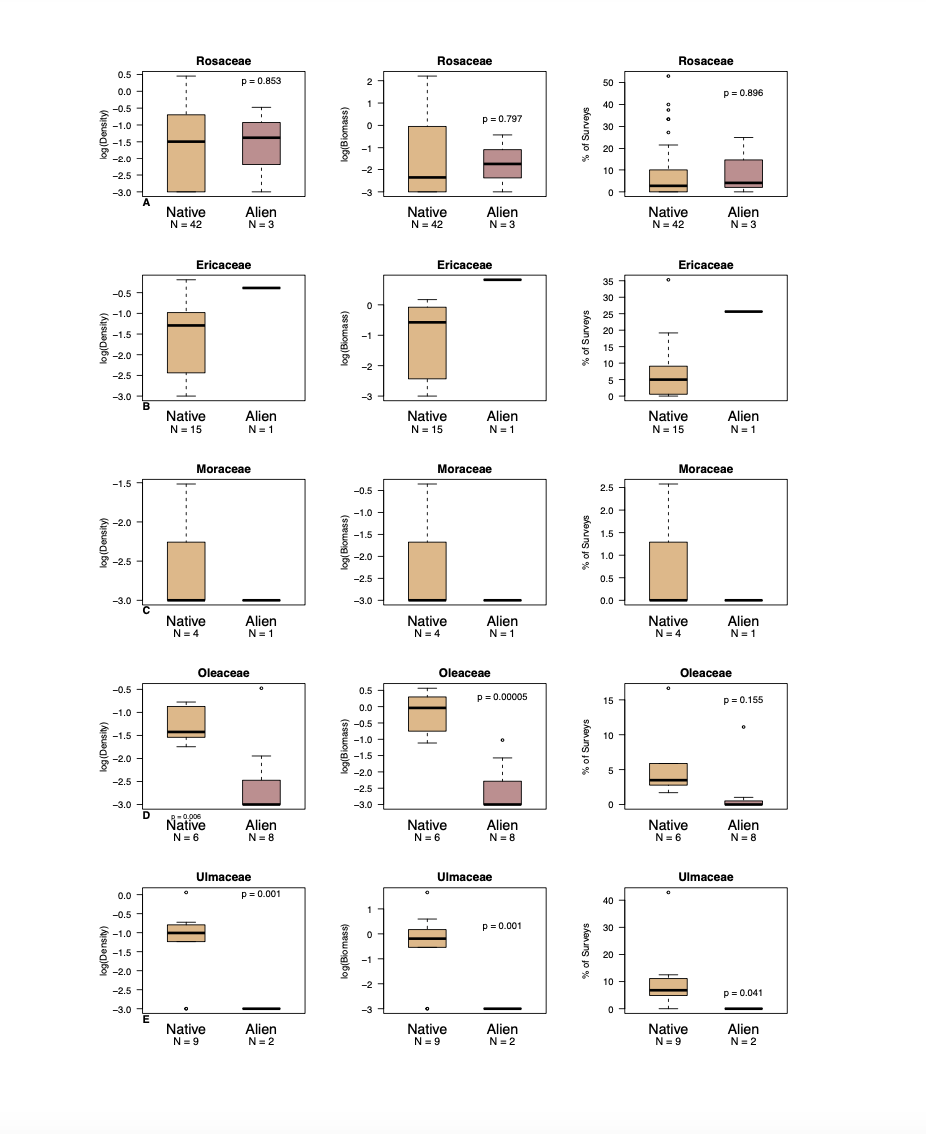 Rosaceae Rosaceae Rosaceae
log(Density)
0.5
0.0
−0.5
−1.0
−1.5
−2.0
−2.5
−3.0
p = 0.853
A
Native Alien
N = 42 N = 3
log(Biomass)
2
1
0
−1
−2
−3
p = 0.797
Native Alien
N = 42 N = 3
% of Surveys
50
40
30
20
10
0
p = 0.896
Native Alien
N = 42 N = 3
Ericaceae Ericaceae Ericaceae
log(Density)
−0.5
−1.0
−1.5
−2.0
−2.5
−3.0
B
Native Alien
N = 15 N = 1
log(Biomass)
0
−1
−2
−3
Native Alien
N = 15 N = 1
% of Surveys
35
30
25
20
15
10
5
0
Native Alien
N = 15 N = 1
Moraceae Moraceae Moraceae
log(Density)
−1.5
−2.0
−2.5
−3.0
C
Native Alien
N = 4 N = 1
log(Biomass)
−0.5
−1.0
−1.5
−2.0
−2.5
−3.0
Native Alien
N = 4 N = 1
% of Surveys
2.5
2.0
1.5
1.0
0.5
0.0
Native Alien
N = 4 N = 1
Oleaceae Oleaceae Oleaceae
log(Density)
−0.5
−1.0
−1.5
−2.0
−2.5
−3.0
D
p = 0.006
Native Alien
N = 6 N = 8
log(Biomass)
0.5
0.0
−0.5
−1.0
−1.5
−2.0
−2.5
−3.0
p = 0.00005
Native Alien
N = 6 N = 8
% of Surveys
15
10
5
0
p = 0.155
Native Alien
N = 6 N = 8
Ulmaceae Ulmaceae Ulmaceae
log(Density)
0.0
−0.5
−1.0
−1.5
−2.0
−2.5
−3.0
p = 0.001
E
Native Alien
N = 9 N = 2
log(Biomass)
1
0
−1
−2
−3
p = 0.001
Native Alien
N = 9 N = 2
% of Surveys
40
30
20
10
0
p = 0.041
Native Alien
N = 9 N = 2